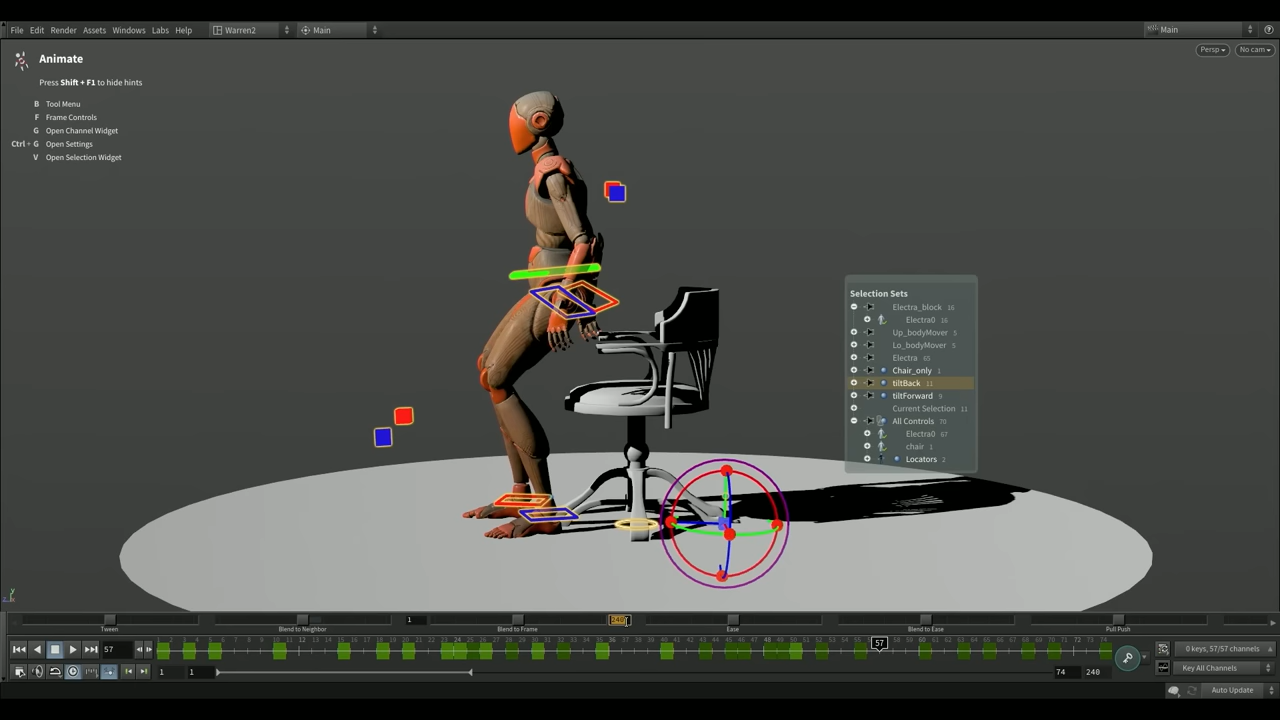 File Edit Render Assets Windows Labs Help Warren2 Main Main
Persp No cam
Animate
Press Shift + F1 to hide hints
B Tool Menu
F Frame Controls
G Open Channel Widget
Ctrl + G Open Settings
V Open Selection Widget
Selection Sets
Electra_block 16
Electra0 16
Up_bodyMover 5
Lo_bodyMover 5
Electra 65
Chair_only 1
tiltBack 11
tiltForward 9
Current Selection 11
All Controls 70
Electra0 67
chair 1
Locators 2
1 240
Tween Blend to Neighbor Blend to Frame Ease Blend to Ease Pull Push
57 57 0 keys, 57/57 channels
1 1 74 240 Key All Channels
Auto Update